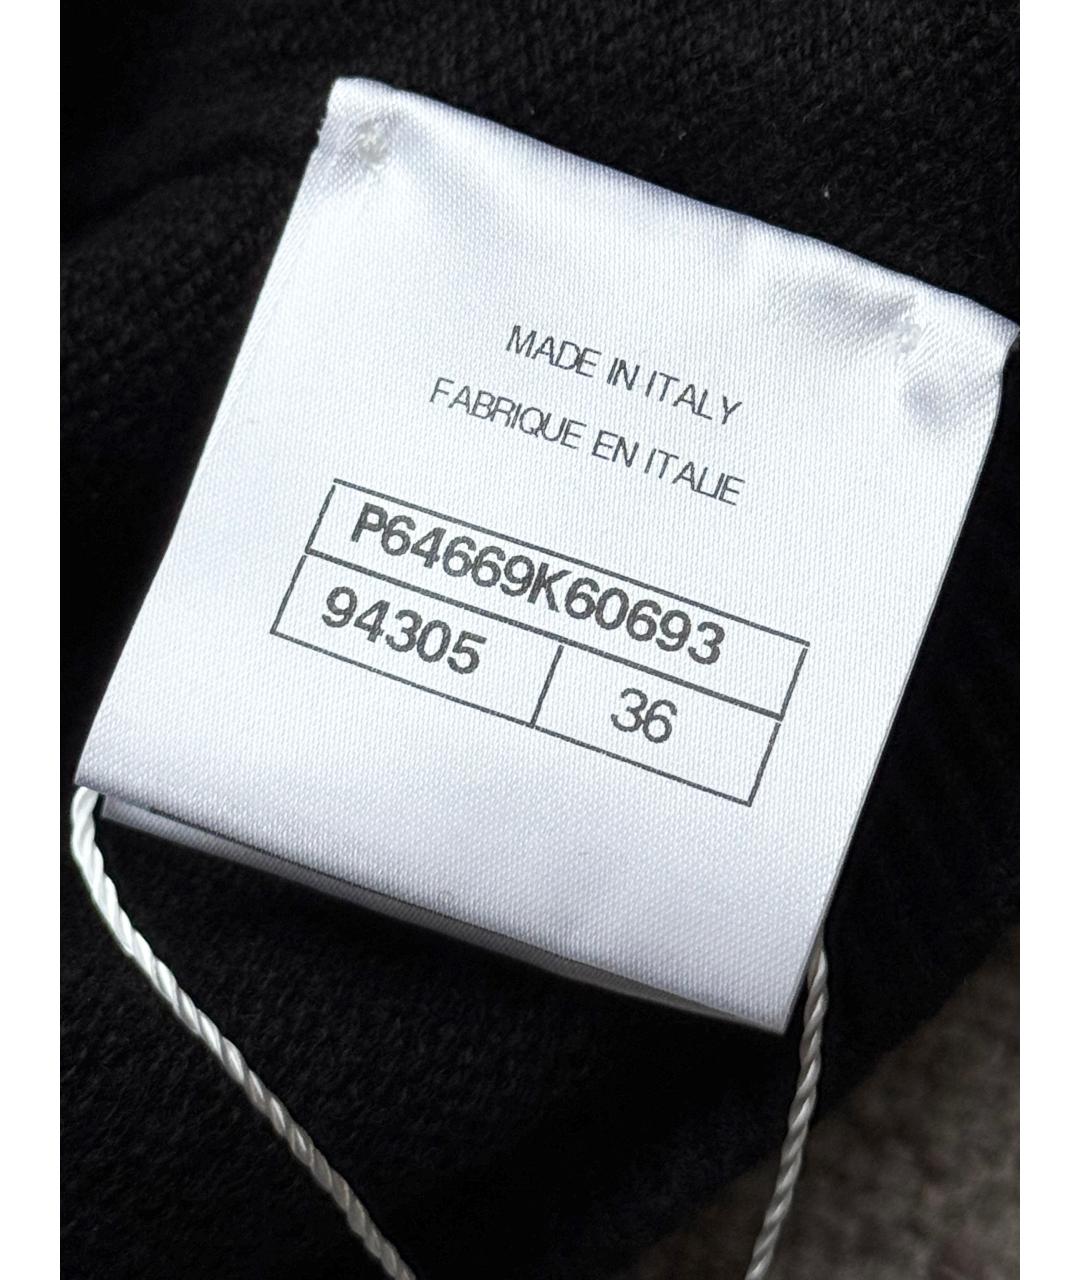 MADE IN ITALY
FABRIQUE EN ITALIE
P64669K60693
94305 36